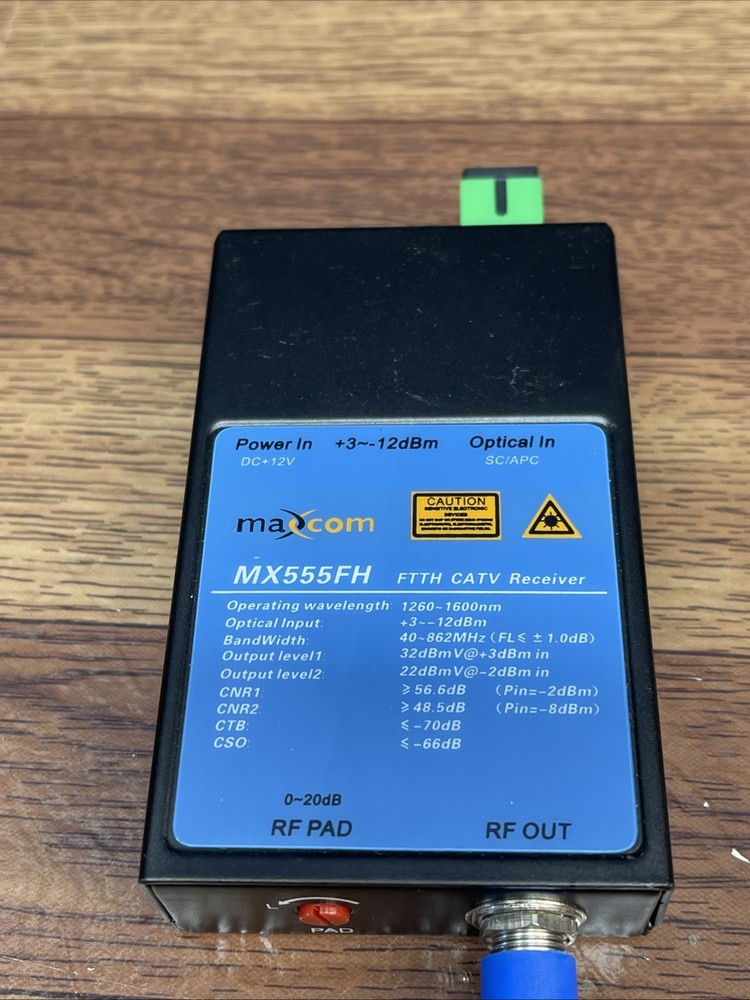 Power In +3~-12dBm Optical In
DC+12V SC/APC
maxcom
CAUTION
SENSITIVE ELECTRONIC
DEVICES
MX555FH FTTH CATV Receiver
Operating wavelength 1260~1600nm
Optical Input: +3~-12dBm
BandWidth: 40~862MHz (FL≤ ± 1.0dB)
Output level1: 32dBmV@+3dBm in
Output level2: 22dBmV@-2dBm in
CNR1: ≥56.6dB (Pin=-2dBm)
CNR2: ≥48.5dB (Pin=-8dBm)
CTB: ≤-70dB
CSO: ≤-66dB
0~20dB
RF PAD RF OUT
L
PAD